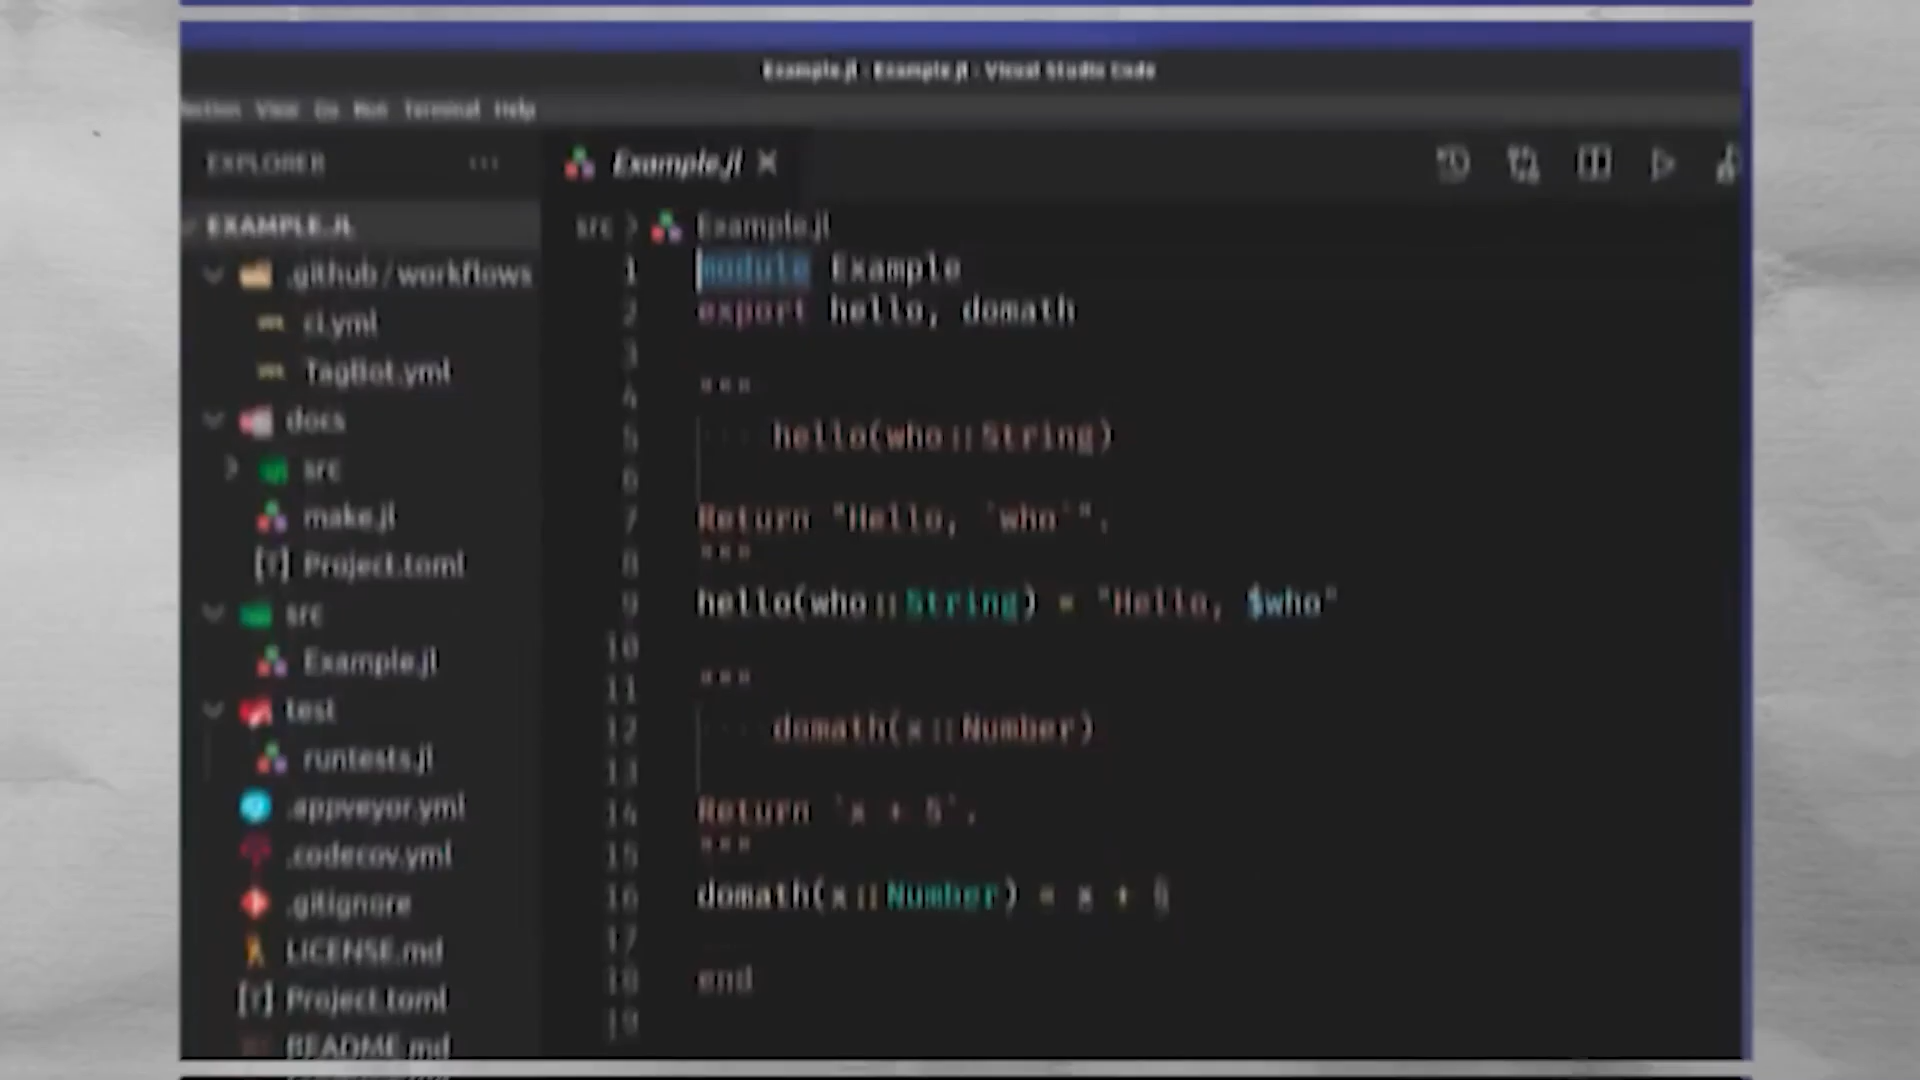 Example.jl - Example.jl - Visual Studio Code
View Go Run Terminal Help
EXPLORER ···
Example.jl ×
EXAMPLE.JL
.github / workflows
ci.yml
TagBot.yml
docs
src
make.jl
Project.toml
src
Example.jl
test
runtests.jl
.appveyor.yml
.codecov.yml
.gitignore
LICENSE.md
Project.toml
README.md
src > Example.jl
1 module Example
2 export hello, domath
3
4 """
5 hello(who::String)
6
7 Return "Hello, `who`".
8 """
9 hello(who::String) = "Hello, $who"
10
11 """
12 domath(x::Number)
13
14 Return `x + 5`.
15 """
16 domath(x::Number) = x + 5
17
18 end
19